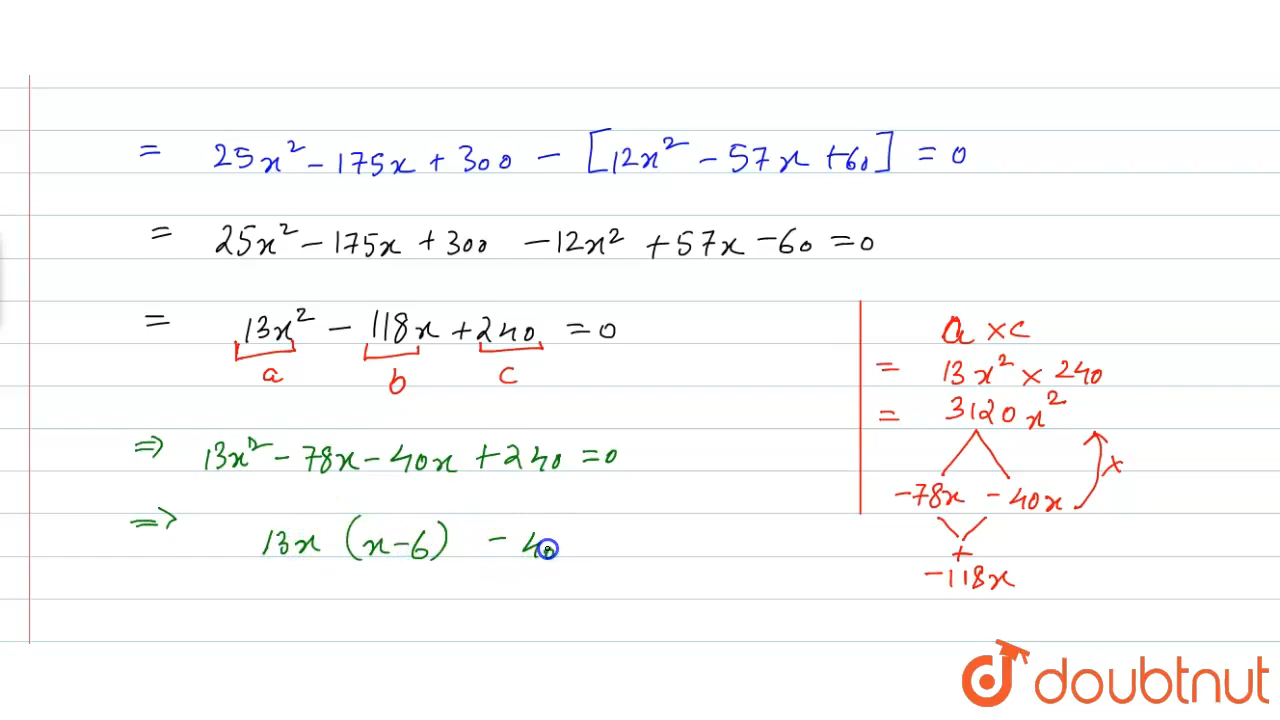 = 25x² - 175x + 300 - [12x² - 57x + 60] = 0
= 25x² - 175x + 300 - 12x² + 57x - 60 = 0
= 13x² - 118x + 240 = 0
a b c
⇒ 13x² - 78x - 40x + 240 = 0
⇒ 13x (x - 6) - 40
a × c
= 13x² × 240
= 3120x²
-78x - 40x ×
+
-118x
doubtnut